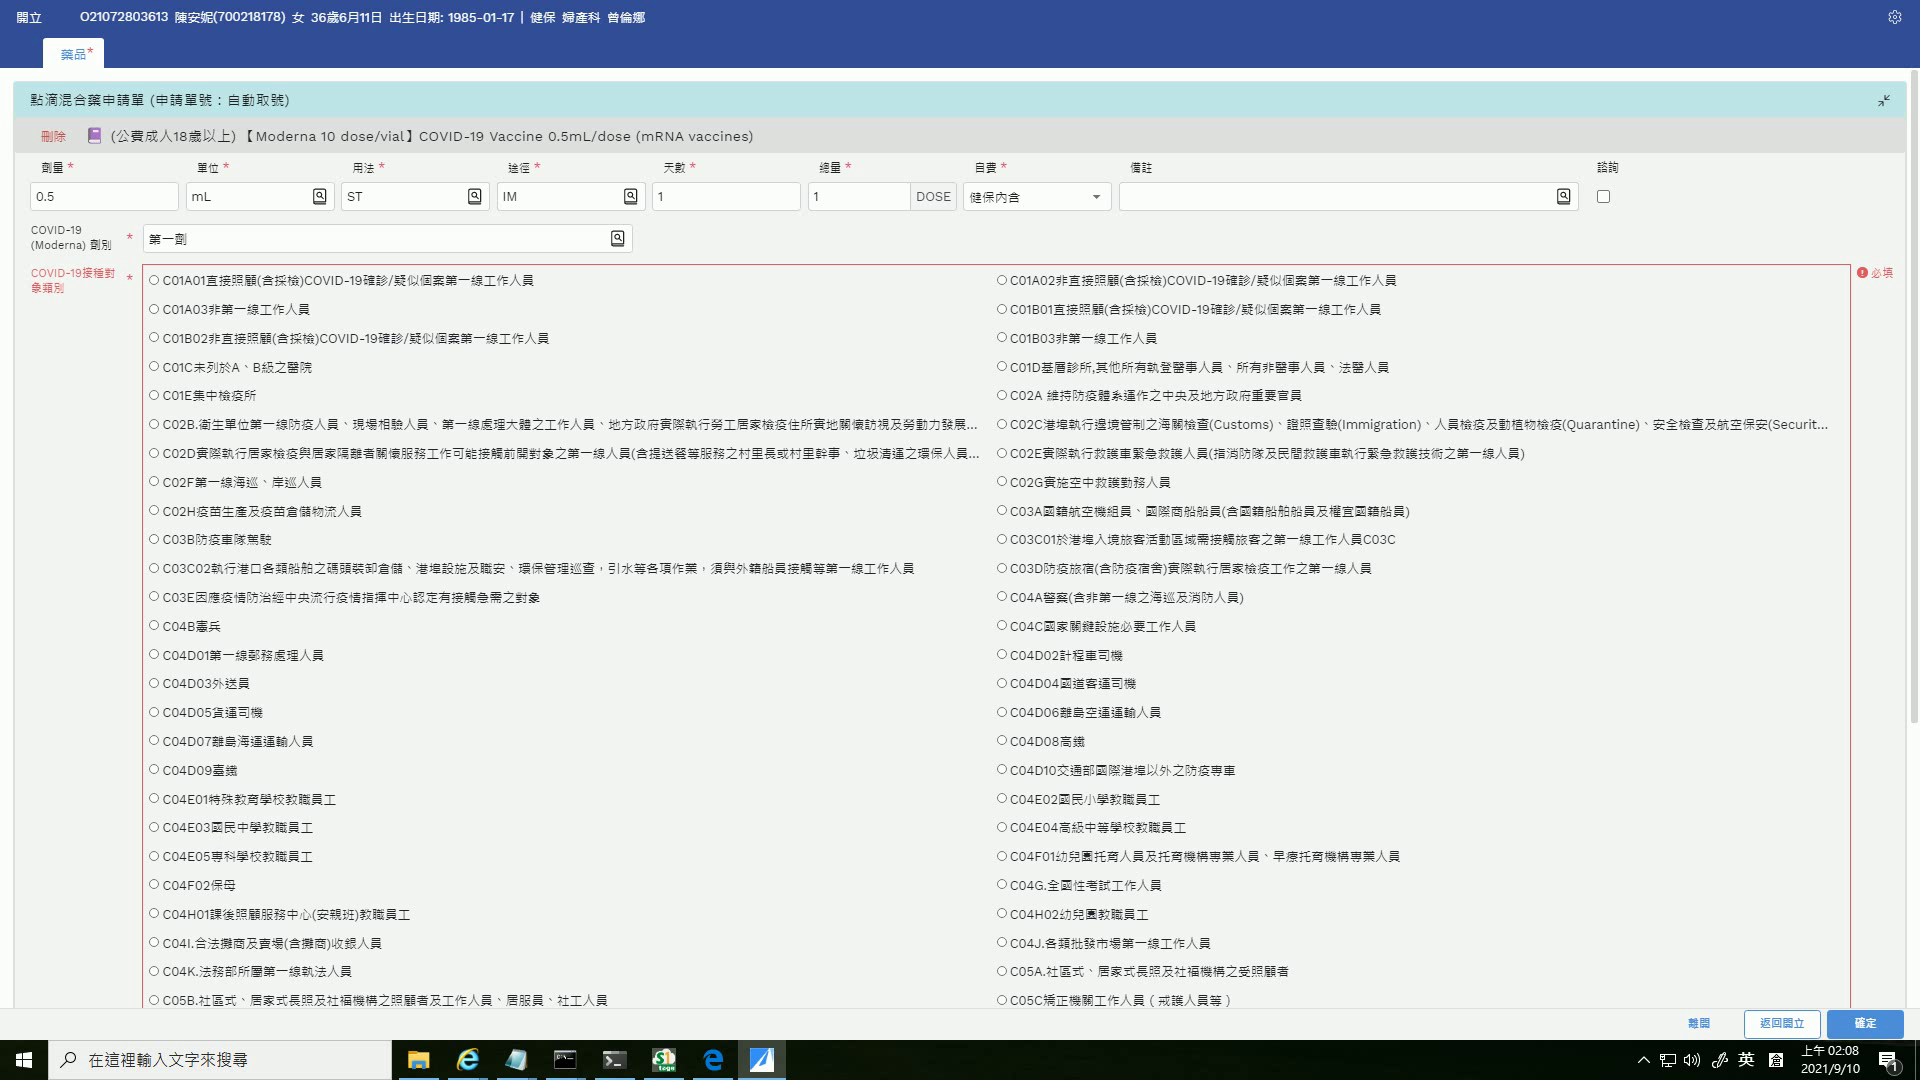 開立 O21072803613 陳安妮(700218178) 女 36歲6月11日 出生日期: 1985-01-17 | 健保 婦產科 曾倫娜
藥品*
點滴混合藥申請單 (申請單號：自動取號)
刪除 (公費成人18歲以上) 【Moderna 10 dose/vial】COVID-19 Vaccine 0.5mL/dose (mRNA vaccines)
劑量 * 單位 * 用法 * 途徑 * 天數 * 總量 * 自費 * 備註 諮詢
0.5 mL ST IM 1 1 DOSE 健保內含
COVID-19 (Moderna) 劑別 * 第一劑
COVID-19接種對象類別 * 必填
C01A01直接照顧(含採檢)COVID-19確診/疑似個案第一線工作人員
C01A02非直接照顧(含採檢)COVID-19確診/疑似個案第一線工作人員
C01A03非第一線工作人員
C01B01直接照顧(含採檢)COVID-19確診/疑似個案第一線工作人員
C01B02非直接照顧(含採檢)COVID-19確診/疑似個案第一線工作人員
C01B03非第一線工作人員
C01C未列於A、B級之醫院
C01D基層診所,其他所有執登醫事人員、所有非醫事人員、法醫人員
C01E集中檢疫所
C02A 維持防疫體系運作之中央及地方政府重要官員
C02B.衛生單位第一線防疫人員、現場相驗人員、第一線處理大體之工作人員、地方政府實際執行勞工居家檢疫住所實地關懷訪視及勞動力發展...
C02C港埠執行邊境管制之海關檢查(Customs)、證照查驗(Immigration)、人員檢疫及動植物檢疫(Quarantine)、安全檢查及航空保安(Securit...
C02D實際執行居家檢疫與居家隔離者關懷服務工作可能接觸前開對象之第一線人員(含提送餐等服務之村里長或村里幹事、垃圾清運之環保人員...
C02E實際執行救護車緊急救護人員(指消防隊及民間救護車執行緊急救護技術之第一線人員)
C02F第一線海巡、岸巡人員
C02G實施空中救護勤務人員
C02H疫苗生產及疫苗倉儲物流人員
C03A國籍航空機組員、國際商船船員(含國籍船舶船員及權宜國籍船員)
C03B防疫車隊駕駛
C03C01於港埠入境旅客活動區域需接觸旅客之第一線工作人員C03C
C03C02執行港口各類船舶之碼頭裝卸倉儲、港埠設施及職安、環保管理巡查，引水等各項作業，須與外籍船員接觸等第一線工作人員
C03D防疫旅宿(含防疫宿舍)實際執行居家檢疫工作之第一線人員
C03E因應疫情防治經中央流行疫情指揮中心認定有接觸急需之對象
C04A警察(含非第一線之海巡及消防人員)
C04B憲兵
C04C國家關鍵設施必要工作人員
C04D01第一線郵務處理人員
C04D02計程車司機
C04D03外送員
C04D04國道客運司機
C04D05貨運司機
C04D06離島空運運輸人員
C04D07離島海運運輸人員
C04D08高鐵
C04D09臺鐵
C04D10交通部國際港埠以外之防疫專車
C04E01特殊教育學校教職員工
C04E02國民小學教職員工
C04E03國民中學教職員工
C04E04高級中等學校教職員工
C04E05專科學校教職員工
C04F01幼兒園托育人員及托育機構專業人員、早療托育機構專業人員
C04F02保母
C04G.全國性考試工作人員
C04H01課後照顧服務中心(安親班)教職員工
C04H02幼兒園教職員工
C04I.合法攤商及賣場(含攤商)收銀人員
C04J.各類批發市場第一線工作人員
C04K.法務部所屬第一線執法人員
C05A.社區式、居家式長照及社福機構之受照顧者
C05B.社區式、居家式長照及社福機構之照顧者及工作人員、居服員、社工人員
C05C矯正機關工作人員（戒護人員等）
離開 返回開立 確定
在這裡輸入文字來搜尋
英 上午 02:08
2021/9/10
1